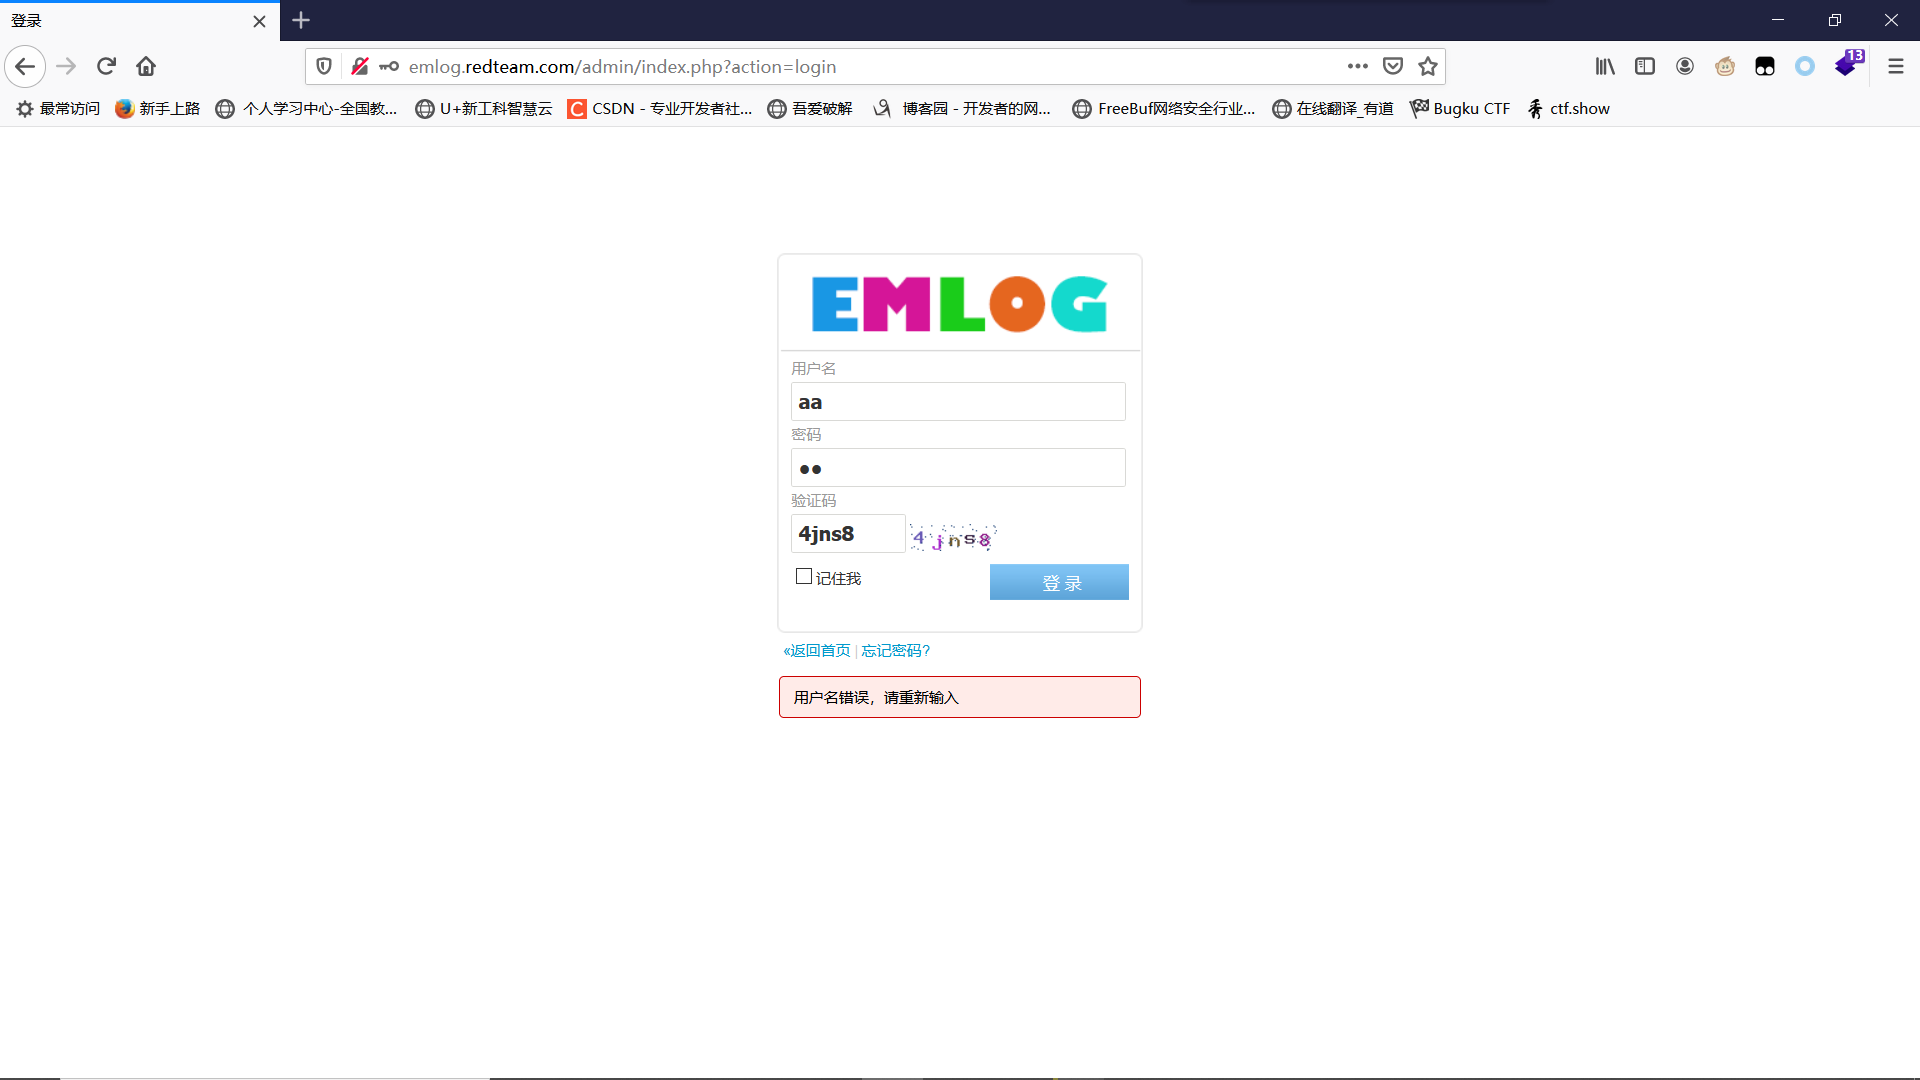 登录
emlog.redteam.com/admin/index.php?action=login
13
最常访问 新手上路 个人学习中心-全国教... U+新工科智慧云 CSDN - 专业开发者社... 吾爱破解 博客园 - 开发者的网... FreeBuf网络安全行业... 在线翻译_有道 Bugku CTF ctf.show
EMLOG
用户名
aa
密码
验证码
4jns8 4jns8
记住我 登 录
«返回首页 | 忘记密码?
用户名错误，请重新输入